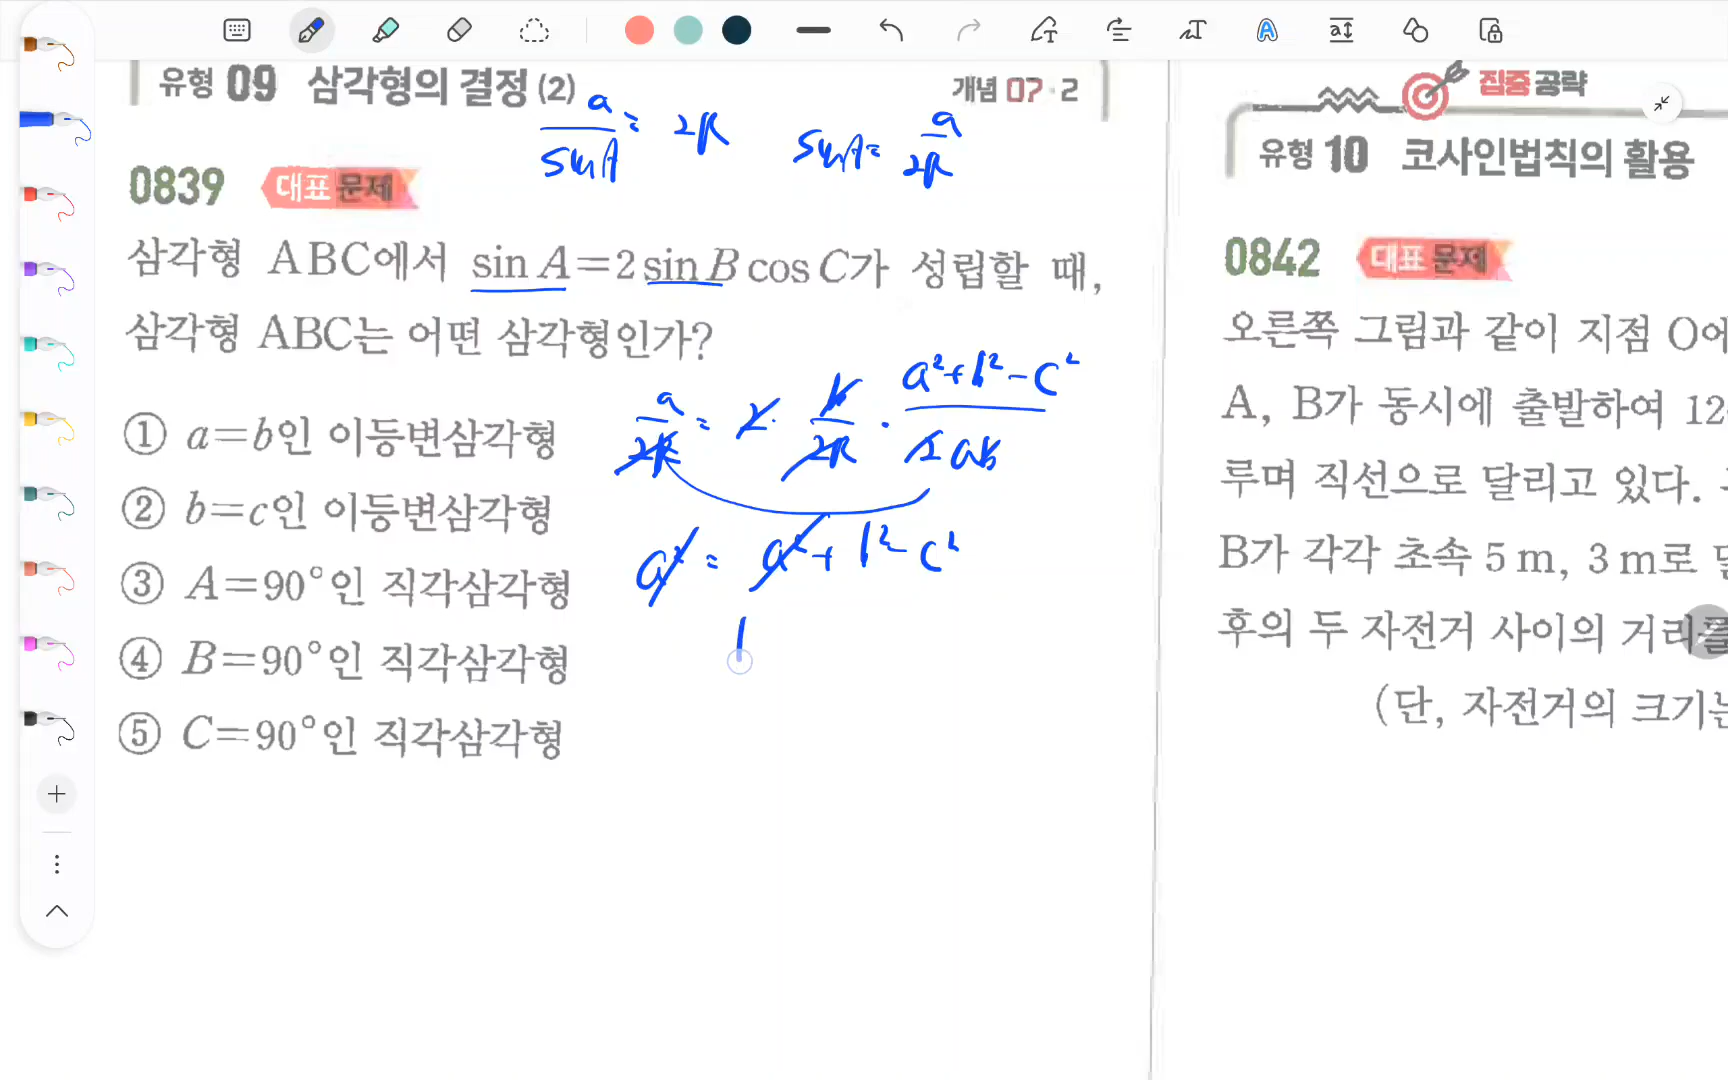 유형 09 삼각형의 결정 (2) 개념 07·2
a/sin A = 2R sin A = a/2R
0839 대표 문제
삼각형 ABC에서 sin A=2 sin B cos C가 성립할 때,
삼각형 ABC는 어떤 삼각형인가?
① a=b인 이등변삼각형
② b=c인 이등변삼각형
③ A=90°인 직각삼각형
④ B=90°인 직각삼각형
⑤ C=90°인 직각삼각형
a/2R = 2 · b/2R · a²+b²-c²/2ab
a² = a²+b²-c²
집중 공략
유형 10 코사인법칙의 활용
0842 대표 문제
오른쪽 그림과 같이 지점 O에
A, B가 동시에 출발하여 12
루며 직선으로 달리고 있다.
B가 각각 초속 5 m, 3 m로 달
후의 두 자전거 사이의 거리를
(단, 자전거의 크기는